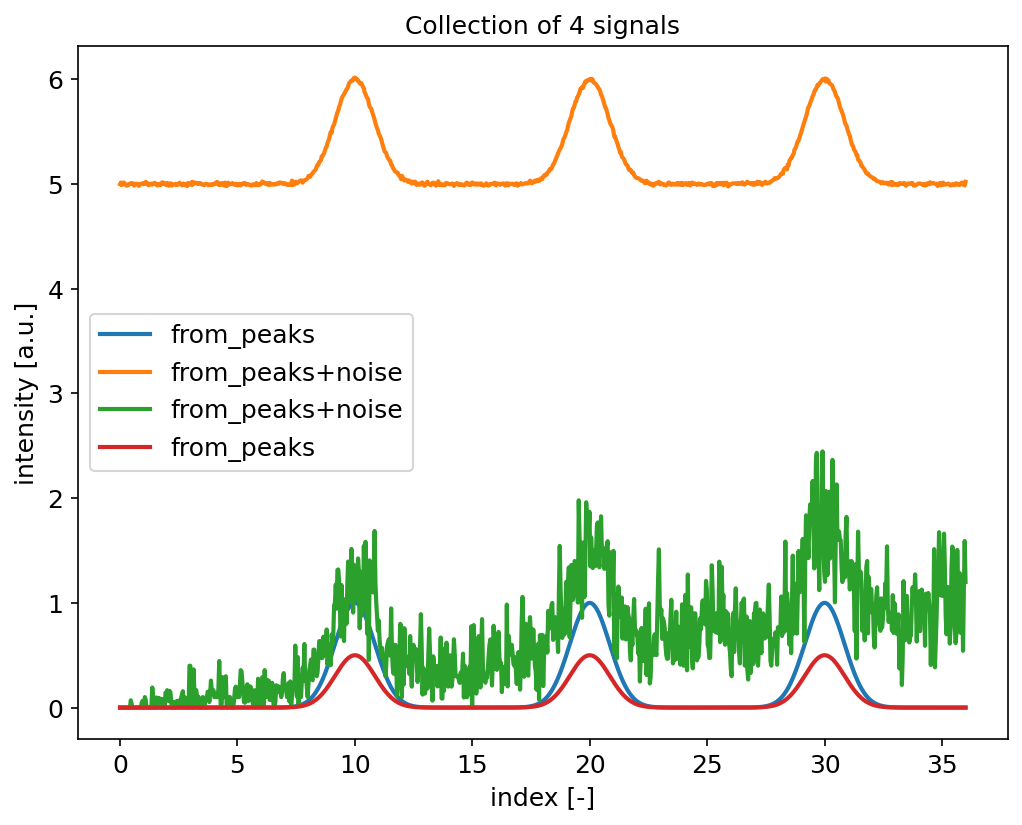 Collection of 4 signals
intensity [a.u.]
6
5
4
3
2
1
0
from_peaks
from_peaks+noise
from_peaks+noise
from_peaks
0 5 10 15 20 25 30 35
index [-]